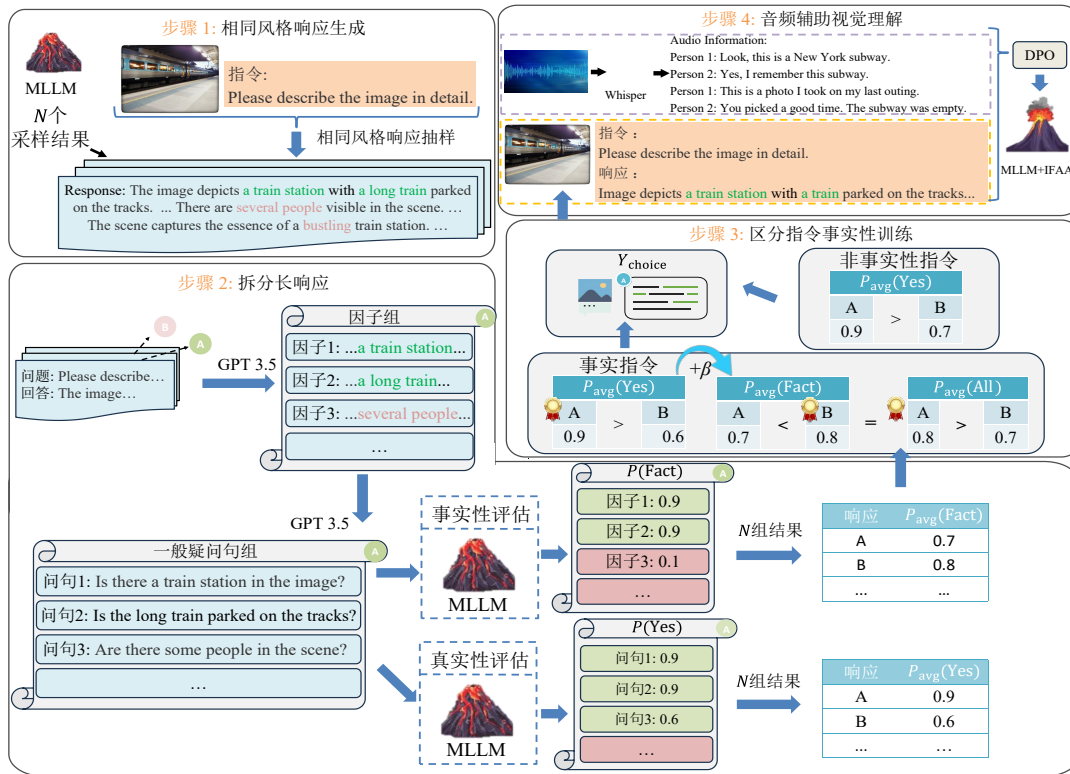 步骤 1: 相同风格响应生成
MLLM
N个
采样结果
指令:
Please describe the image in detail.
相同风格响应抽样
Response: The image depicts a train station with a long train parked
on the tracks. ... There are several people visible in the scene. ...
The scene captures the essence of a bustling train station. ...
步骤 4: 音频辅助视觉理解
Whisper
Audio Information:
Person 1: Look, this is a New York subway.
Person 2: Yes, I remember this subway.
Person 1: This is a photo I took on my last outing.
Person 2: You picked a good time. The subway was empty.
指令：
Please describe the image in detail.
响应：
Image depicts a train station with a train parked on the tracks...
DPO
MLLM+IFAA
步骤 2: 拆分长响应
B
A
问题: Please describe…
回答: The image…
GPT 3.5
因子组
A
因子1: ...a train station...
因子2: ...a long train...
因子3: ...several people...
…
GPT 3.5
步骤 3: 区分指令事实性训练
Ychoice
A
...
非事实性指令
Pavg(Yes)
A > B
0.9 0.7
事实指令
+β
Pavg(Yes)
A > B
0.9 0.6
Pavg(Fact)
A < B
0.7 0.8
=
Pavg(All)
A > B
0.8 0.7
一般疑问句组
A
问句1: Is there a train station in the image?
问句2: Is the long train parked on the tracks?
问句3: Are there some people in the scene?
…
事实性评估
MLLM
P(Fact)
A
因子1: 0.9
因子2: 0.9
因子3: 0.1
…
N组结果
响应 Pavg(Fact)
A 0.7
B 0.8
... ...
真实性评估
MLLM
P(Yes)
A
问句1: 0.9
问句2: 0.9
问句3: 0.6
…
N组结果
响应 Pavg(Yes)
A 0.9
B 0.6
... ...